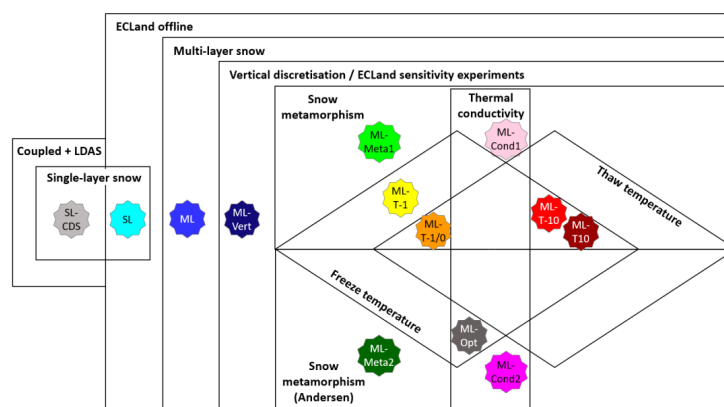 ECLand offline
Multi-layer snow
Vertical discretisation / ECLand sensitivity experiments
Snow
metamorphism
Thermal
conductivity
ML-
Meta1
ML-
Cond1
Coupled + LDAS
Single-layer snow
Thaw temperature
SL-
CDS
SL
ML
ML-
Vert
ML-
T-1
ML-
T-1/0
ML-
T-10
ML-
T10
Freeze temperature
ML-
Opt
ML-
Meta2
ML-
Cond2
Snow
metamorphism
(Andersen)